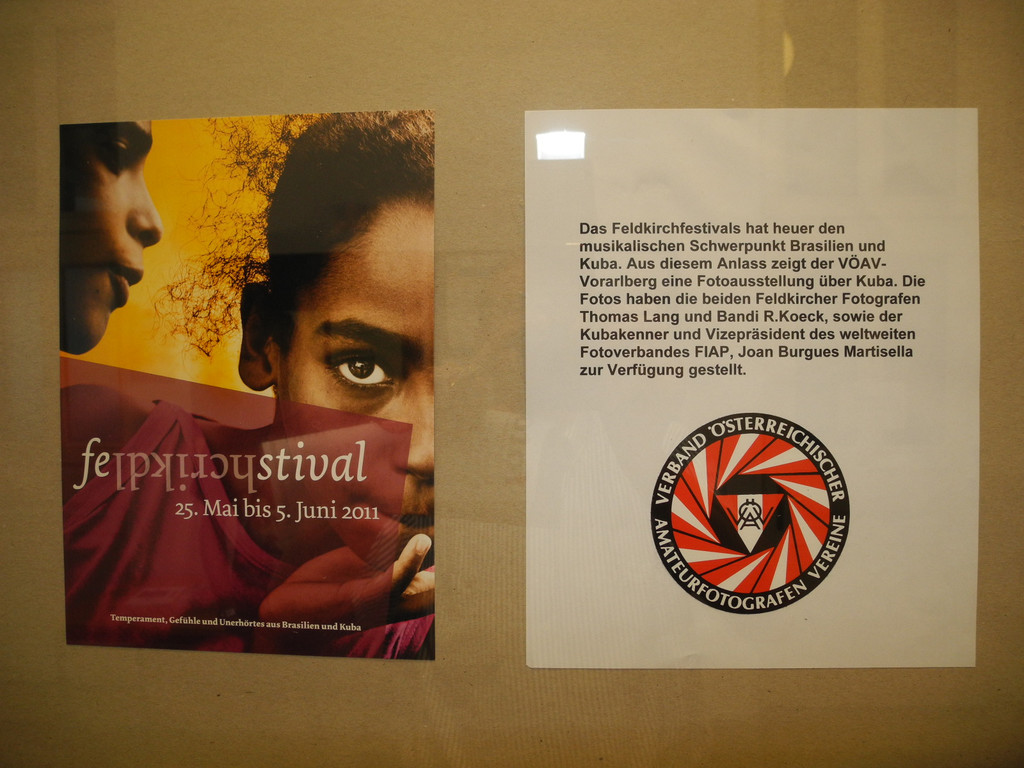 feldkirchstival
25. Mai bis 5. Juni 2011
Temperament, Gefühle und Unerhörtes aus Brasilien und Kuba
Das Feldkirchfestivals hat heuer den
musikalischen Schwerpunkt Brasilien und
Kuba. Aus diesem Anlass zeigt der VÖAV-
Vorarlberg eine Fotoausstellung über Kuba. Die
Fotos haben die beiden Feldkircher Fotografen
Thomas Lang und Bandi R.Koeck, sowie der
Kubakenner und Vizepräsident des weltweiten
Fotoverbandes FIAP, Joan Burgues Martisella
zur Verfügung gestellt.
VERBAND ÖSTERREICHISCHER
AMATEURFOTOGRAFEN VEREINE